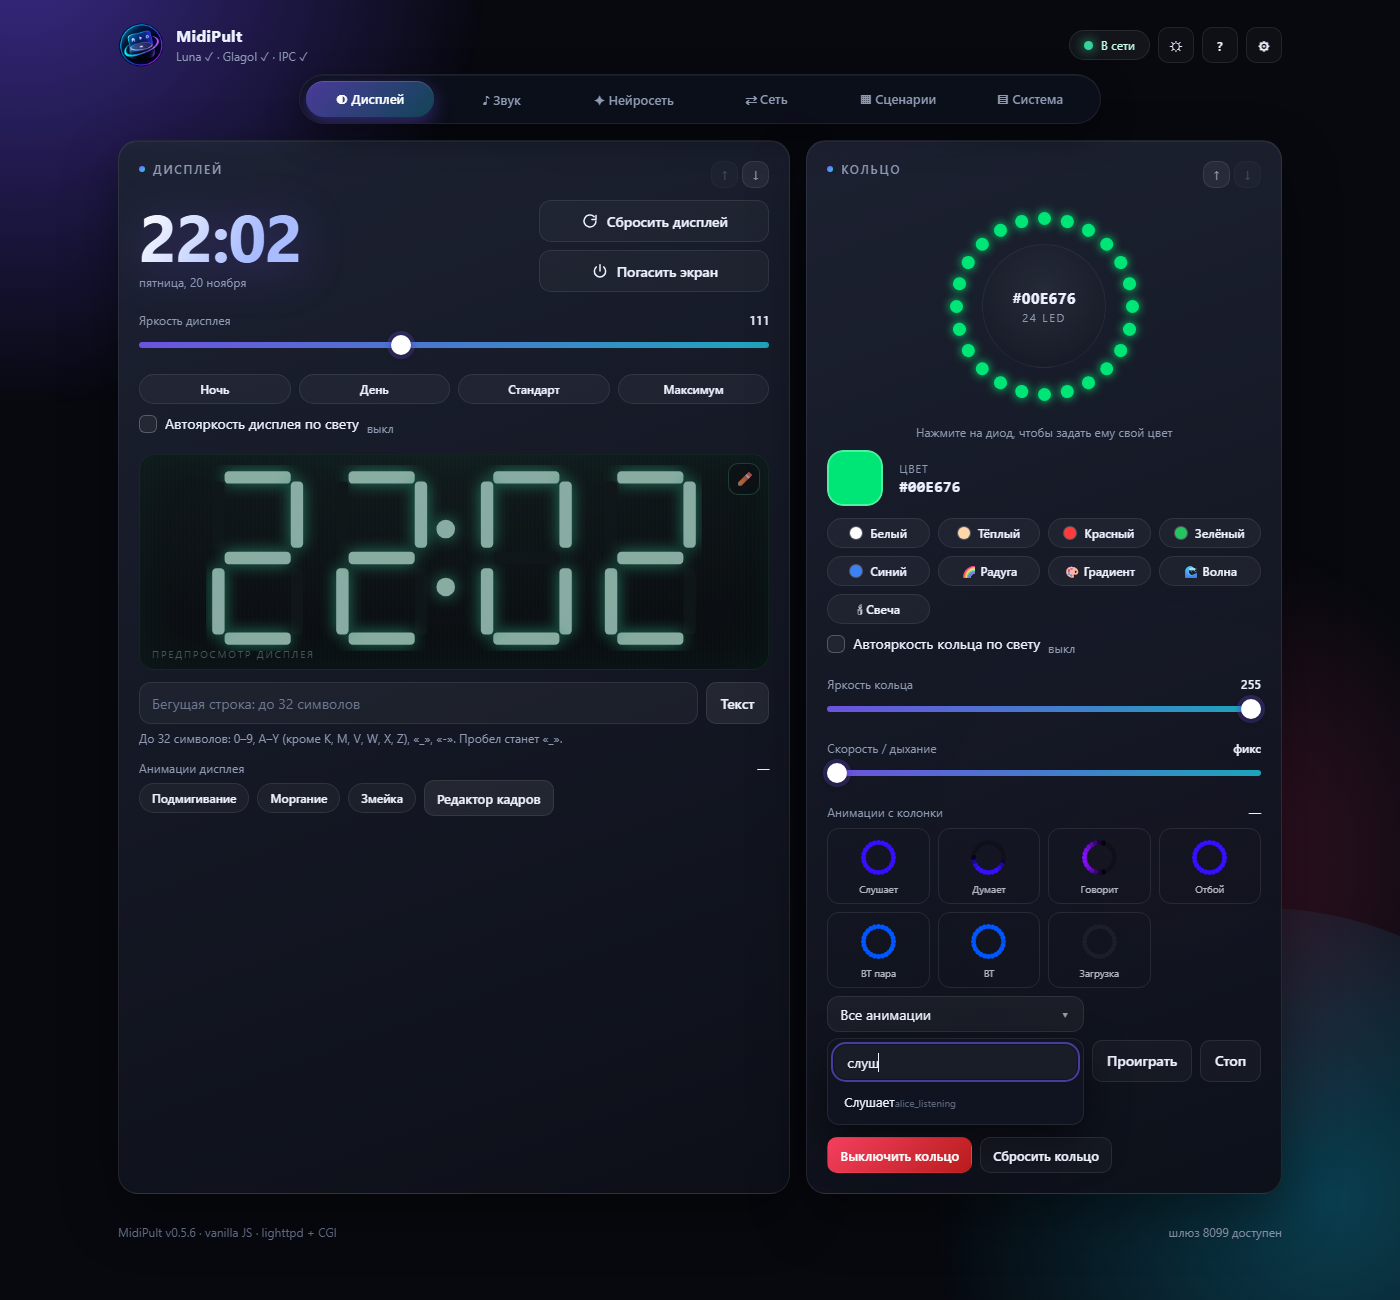 MidiPult
Luna ✓ · Glagol ✓ · IPC ✓
В сети
?
Дисплей
Звук
Нейросеть
Сеть
Сценарии
Система
ДИСПЛЕЙ
↑ ↓
22:02
пятница, 20 ноября
Сбросить дисплей
Погасить экран
Яркость дисплея 111
Ночь
День
Стандарт
Максимум
Автояркость дисплея по свету выкл
22:02
ПРЕДПРОСМОТР ДИСПЛЕЯ
Бегущая строка: до 32 символов
Текст
До 32 символов: 0–9, A–Y (кроме K, M, V, W, X, Z), «_», «-». Пробел станет «_».
Анимации дисплея —
Подмигивание
Моргание
Змейка
Редактор кадров
КОЛЬЦО
↑ ↓
#00E676
24 LED
Нажмите на диод, чтобы задать ему свой цвет
ЦВЕТ
#00E676
Белый
Тёплый
Красный
Зелёный
Синий
Радуга
Градиент
Волна
Свеча
Автояркость кольца по свету выкл
Яркость кольца 255
Скорость / дыхание фикс
Анимации с колонки —
Слушает
Думает
Говорит
Отбой
BT пара
BT
Загрузка
Все анимации
слуш
Проиграть
Стоп
Слушаетalice_listening
Выключить кольцо
Сбросить кольцо
MidiPult v0.5.6 · vanilla JS · lighttpd + CGI
шлюз 8099 доступен